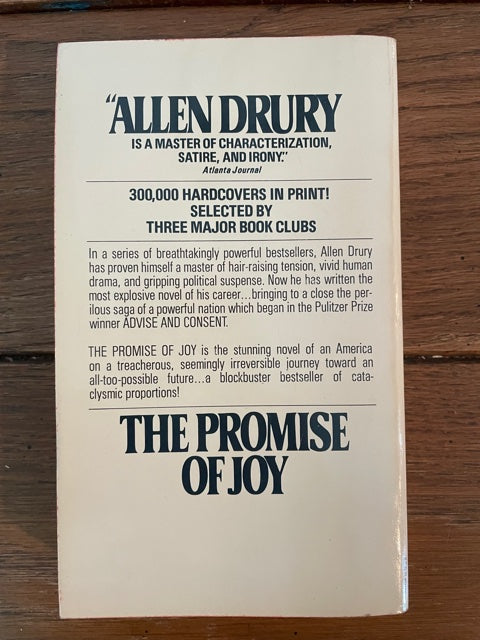 "ALLEN DRURY
IS A MASTER OF CHARACTERIZATION,
SATIRE, AND IRONY."
Atlanta Journal
300,000 HARDCOVERS IN PRINT!
SELECTED BY
THREE MAJOR BOOK CLUBS
In a series of breathtakingly powerful bestsellers, Allen Drury
has proven himself a master of hair-raising tension, vivid human
drama, and gripping political suspense. Now he has written the
most explosive novel of his career...bringing to a close the per-
ilous saga of a powerful nation which began in the Pulitzer Prize
winner ADVISE AND CONSENT.
THE PROMISE OF JOY is the stunning novel of an America
on a treacherous, seemingly irreversible journey toward an
all-too-possible future...a blockbuster bestseller of cata-
clysmic proportions!
THE PROMISE
OF JOY